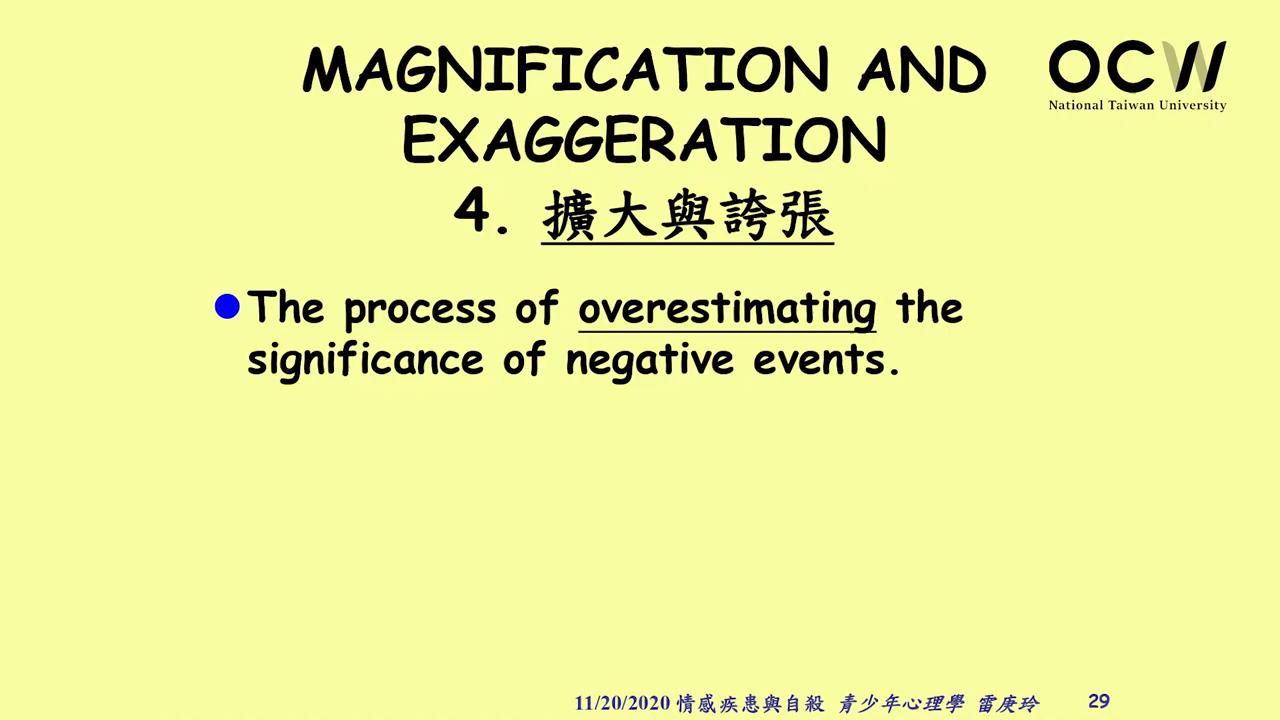 MAGNIFICATION AND
EXAGGERATION
4. 擴大與誇張
OCW
National Taiwan University
The process of overestimating the
significance of negative events.
11/20/2020 情感疾患與自殺 青少年心理學 雷庚玲 29